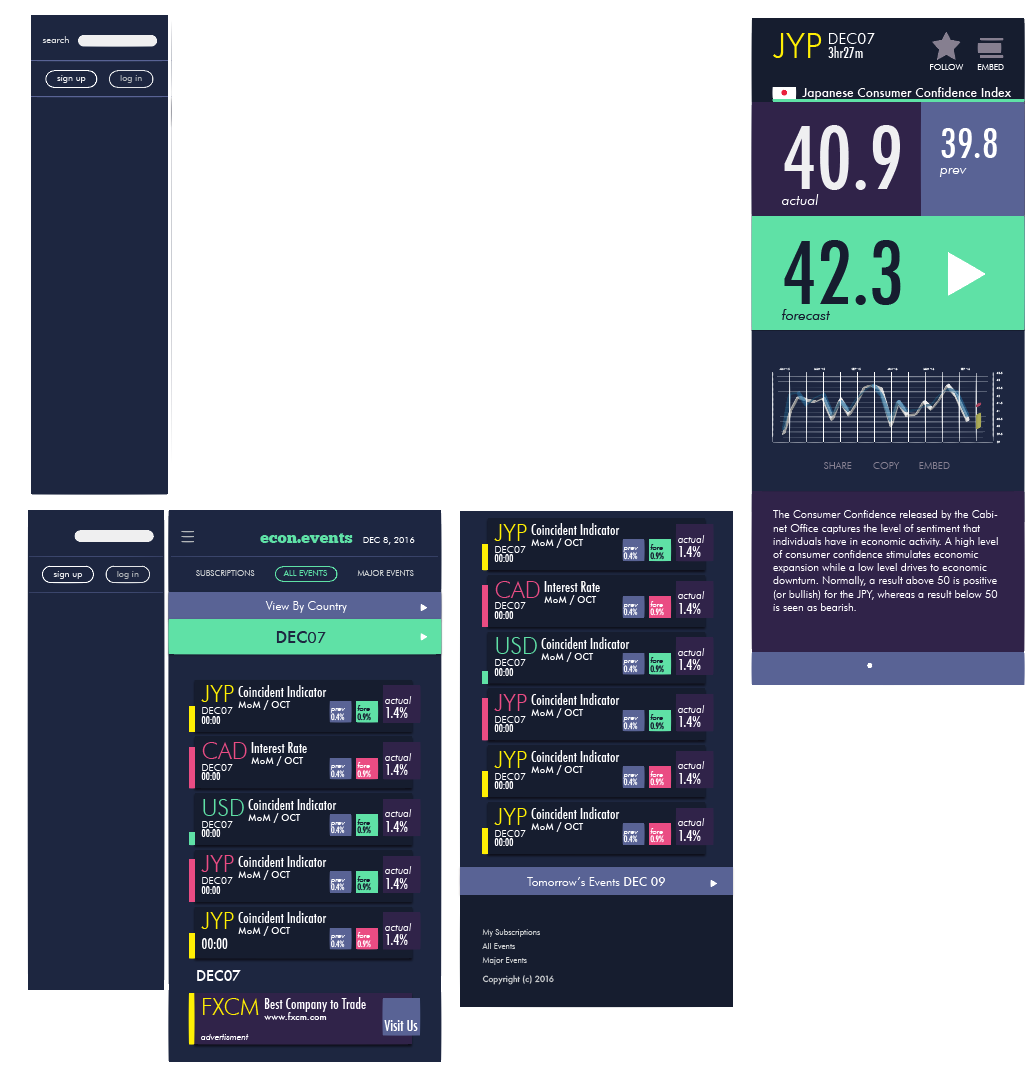 search
sign up
log in
JYP
DEC07
3hr27m
FOLLOW
EMBED
Japanese Consumer Confidence Index
40.9
actual
39.8
prev
42.3
forecast
SHARE
COPY
EMBED
The Consumer Confidence released by the Cabi-
net Office captures the level of sentiment that
individuals have in economic activity. A high level
of consumer confidence stimulates economic
expansion while a low level drives to economic
downturn. Normally, a result above 50 is positive
(or bullish) for the JPY, whereas a result below 50
is seen as bearish.
sign up
log in
econ.events
DEC 8, 2016
SUBSCRIPTIONS
ALL EVENTS
MAJOR EVENTS
View By Country
DEC07
JYP Coincident Indicator
MoM / OCT
DEC07
00:00
prev
0.4%
fore
0.9%
actual
1.4%
CAD Interest Rate
MoM / OCT
DEC07
00:00
prev
0.4%
fore
0.9%
actual
1.4%
USD Coincident Indicator
MoM / OCT
DEC07
00:00
prev
0.4%
fore
0.9%
actual
1.4%
JYP Coincident Indicator
MoM / OCT
DEC07
00:00
prev
0.4%
fore
0.9%
actual
1.4%
JYP Coincident Indicator
MoM / OCT
00:00
prev
0.4%
fore
0.9%
actual
1.4%
DEC07
FXCM Best Company to Trade
www.fxcm.com
advertisment
Visit Us
JYP Coincident Indicator
MoM / OCT
DEC07
00:00
prev
0.4%
fore
0.9%
actual
1.4%
CAD Interest Rate
MoM / OCT
DEC07
00:00
prev
0.4%
fore
0.9%
actual
1.4%
USD Coincident Indicator
MoM / OCT
DEC07
00:00
prev
0.4%
fore
0.9%
actual
1.4%
JYP Coincident Indicator
MoM / OCT
DEC07
00:00
prev
0.4%
fore
0.9%
actual
1.4%
JYP Coincident Indicator
MoM / OCT
DEC07
00:00
prev
0.4%
fore
0.9%
actual
1.4%
JYP Coincident Indicator
MoM / OCT
DEC07
00:00
prev
0.4%
fore
0.9%
actual
1.4%
Tomorrow's Events DEC 09
My Subscriptions
All Events
Major Events
Copyright (c) 2016